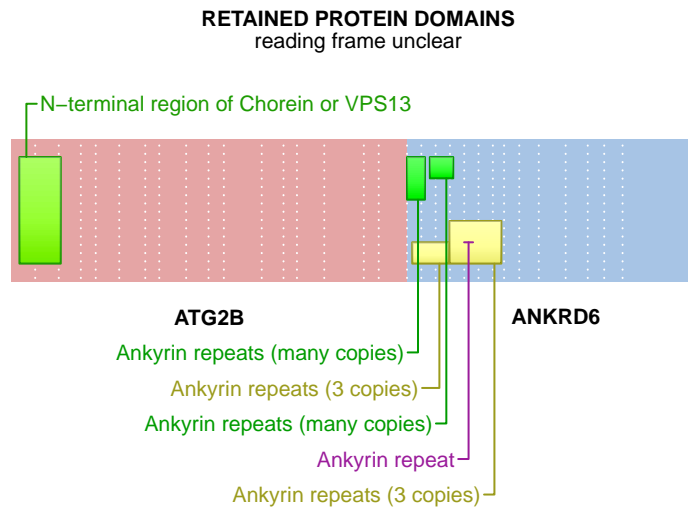 RETAINED PROTEIN DOMAINS
reading frame unclear
N−terminal region of Chorein or VPS13
ATG2B
ANKRD6
Ankyrin repeats (many copies)
Ankyrin repeats (3 copies)
Ankyrin repeats (many copies)
Ankyrin repeat
Ankyrin repeats (3 copies)